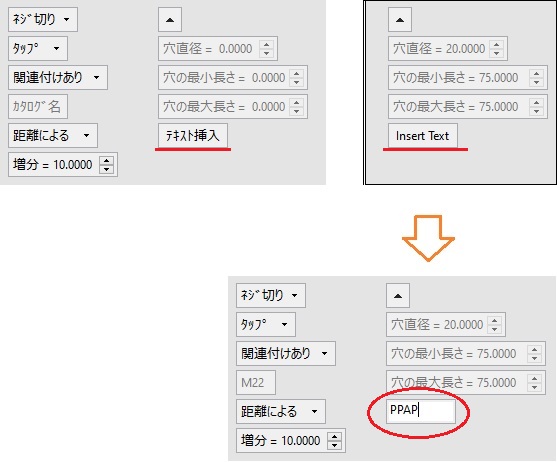 ﾈｼﾞ切り
ﾀｯﾌﾟ 穴直径 = 0.0000
関連付けあり 穴の最小長さ = 0.0000
ｶﾀﾛｸﾞ名 穴の最大長さ = 0.0000
距離による ﾃｷｽﾄ挿入
増分 = 10.0000
穴直径 = 20.0000
穴の最小長さ = 75.0000
穴の最大長さ = 75.0000
Insert Text
ﾈｼﾞ切り
ﾀｯﾌﾟ 穴直径 = 20.0000
関連付けあり 穴の最小長さ = 75.0000
M22 穴の最大長さ = 75.0000
距離による PPAP
増分 = 10.0000